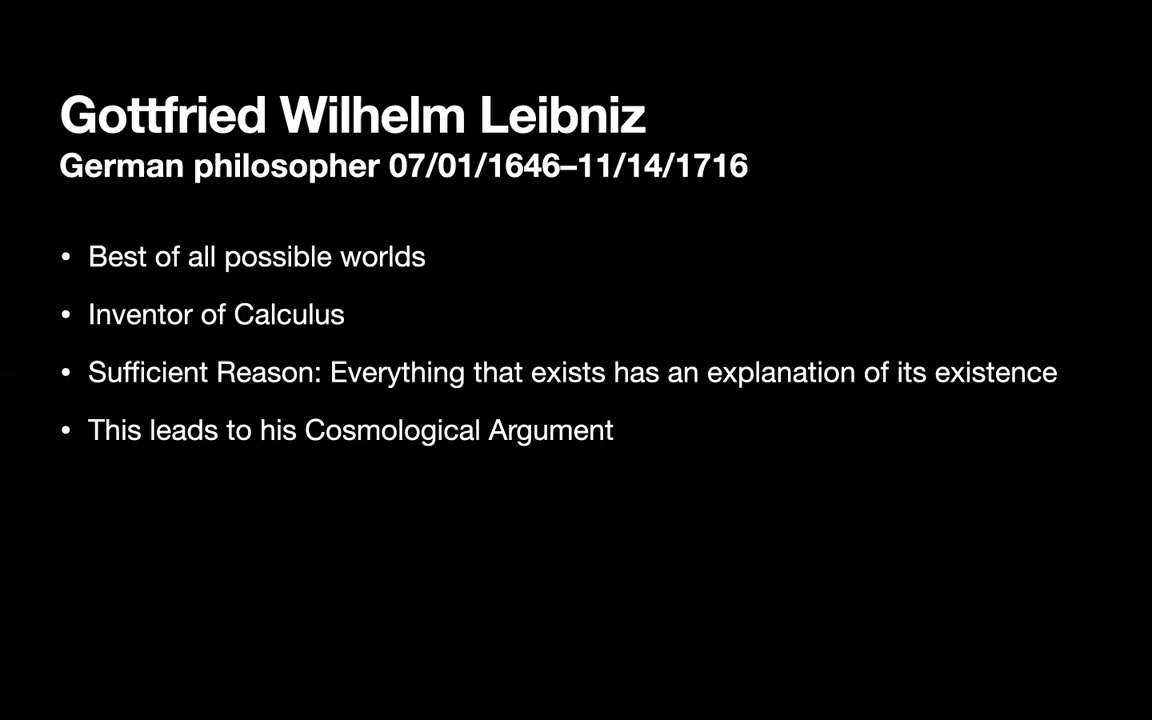 Gottfried Wilhelm Leibniz
German philosopher 07/01/1646–11/14/1716
• Best of all possible worlds
• Inventor of Calculus
• Sufficient Reason: Everything that exists has an explanation of its existence
• This leads to his Cosmological Argument